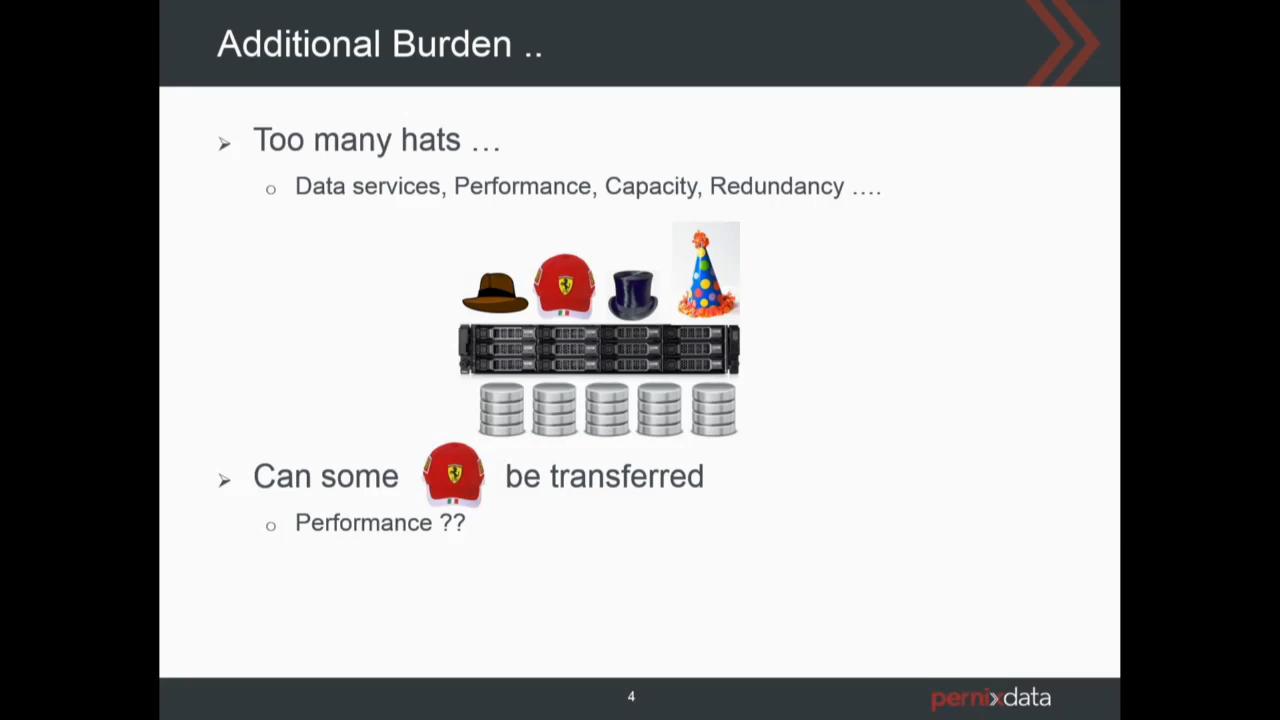 Additional Burden ..
Too many hats …
Data services, Performance, Capacity, Redundancy ….
Can some be transferred
Performance ??
4
pernixdata